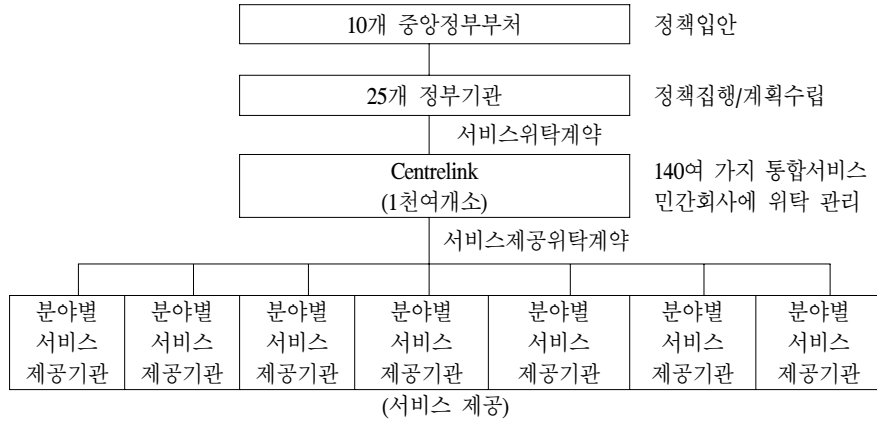 10개 중앙정부부처 정책입안
25개 정부기관 정책집행/계획수립
서비스위탁계약
Centrelink 140여 가지 통합서비스
(1천여개소) 민간회사에 위탁 관리
서비스제공위탁계약
분야별 분야별 분야별 분야별 분야별 분야별 분야별
서비스 서비스 서비스 서비스 서비스 서비스 서비스
제공기관 제공기관 제공기관 제공기관 제공기관 제공기관 제공기관
(서비스 제공)